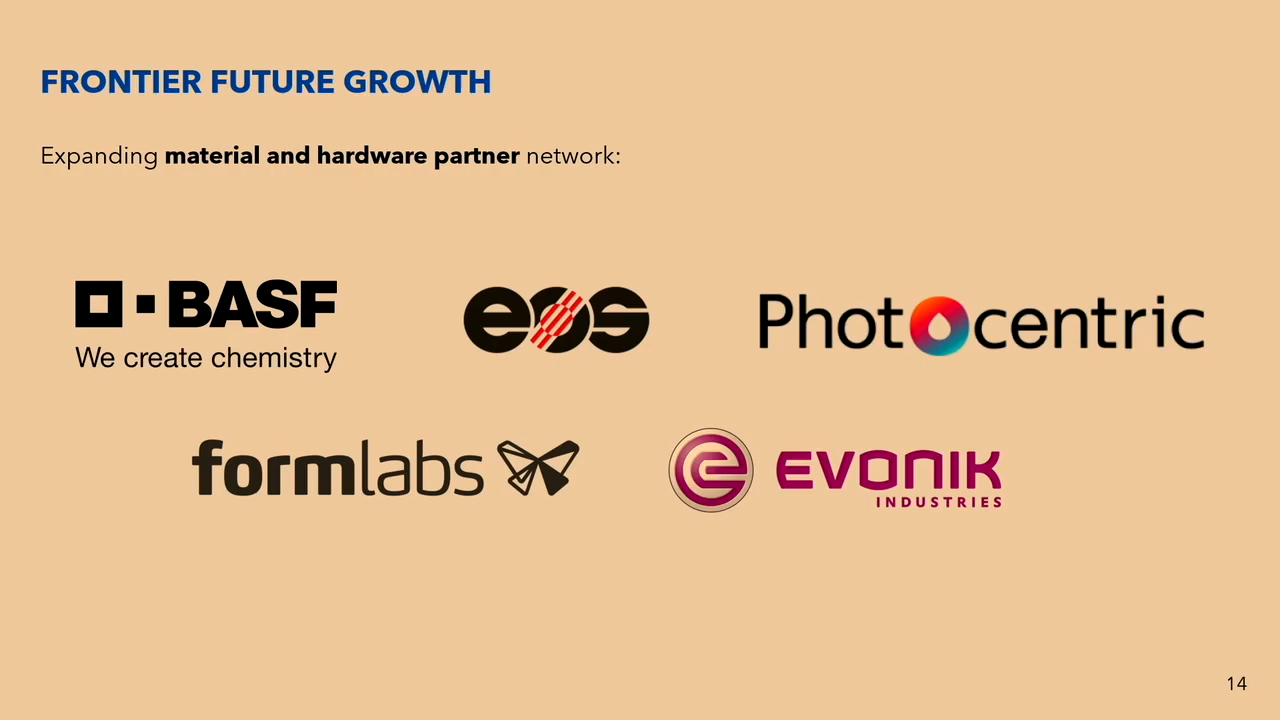 FRONTIER FUTURE GROWTH
Expanding material and hardware partner network:
BASF
We create chemistry
eos
Photocentric
formlabs
EVONIK
INDUSTRIES
14